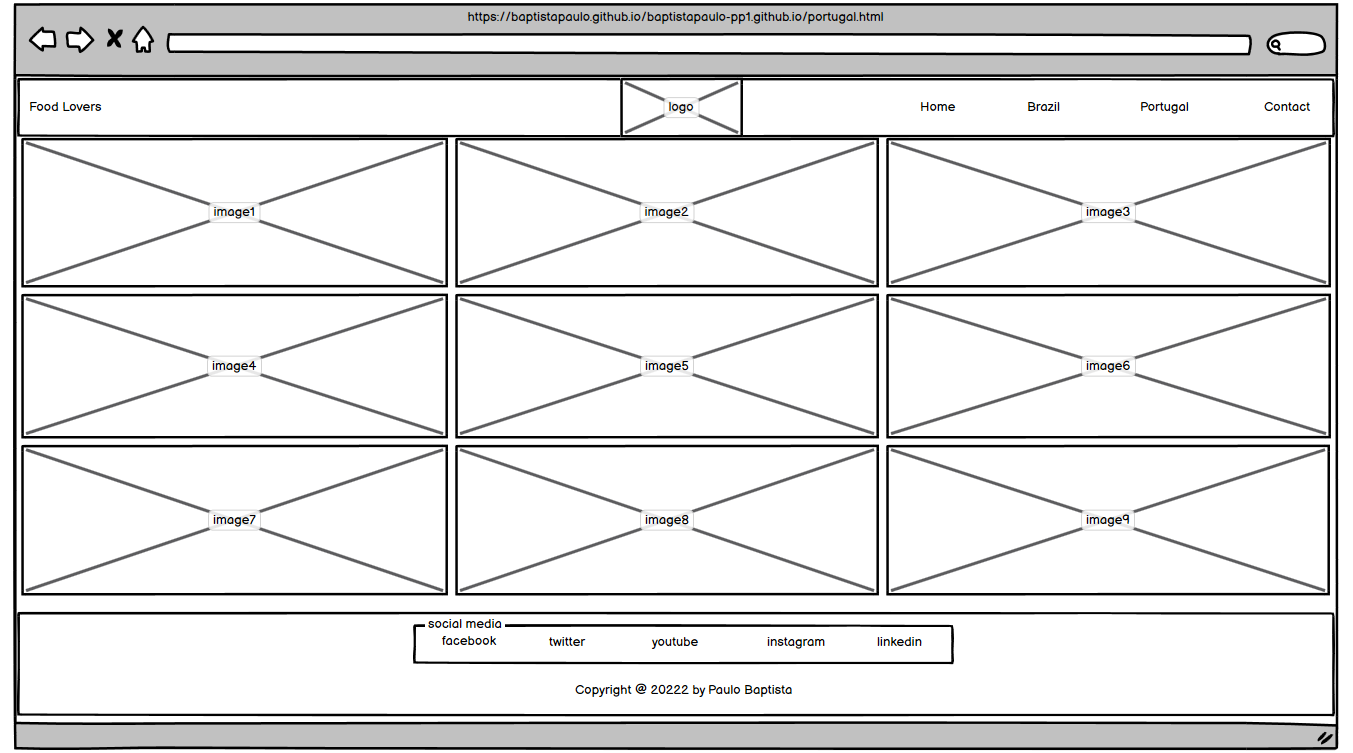 https://baptistapaulo.github.io/baptistapaulo-pp1.github.io/portugal.html
Food Lovers logo Home Brazil Portugal Contact
image1 image2 image3
image4 image5 image6
image7 image8 image9
social media
facebook twitter youtube instagram linkedin
Copyright @ 20222 by Paulo Baptista